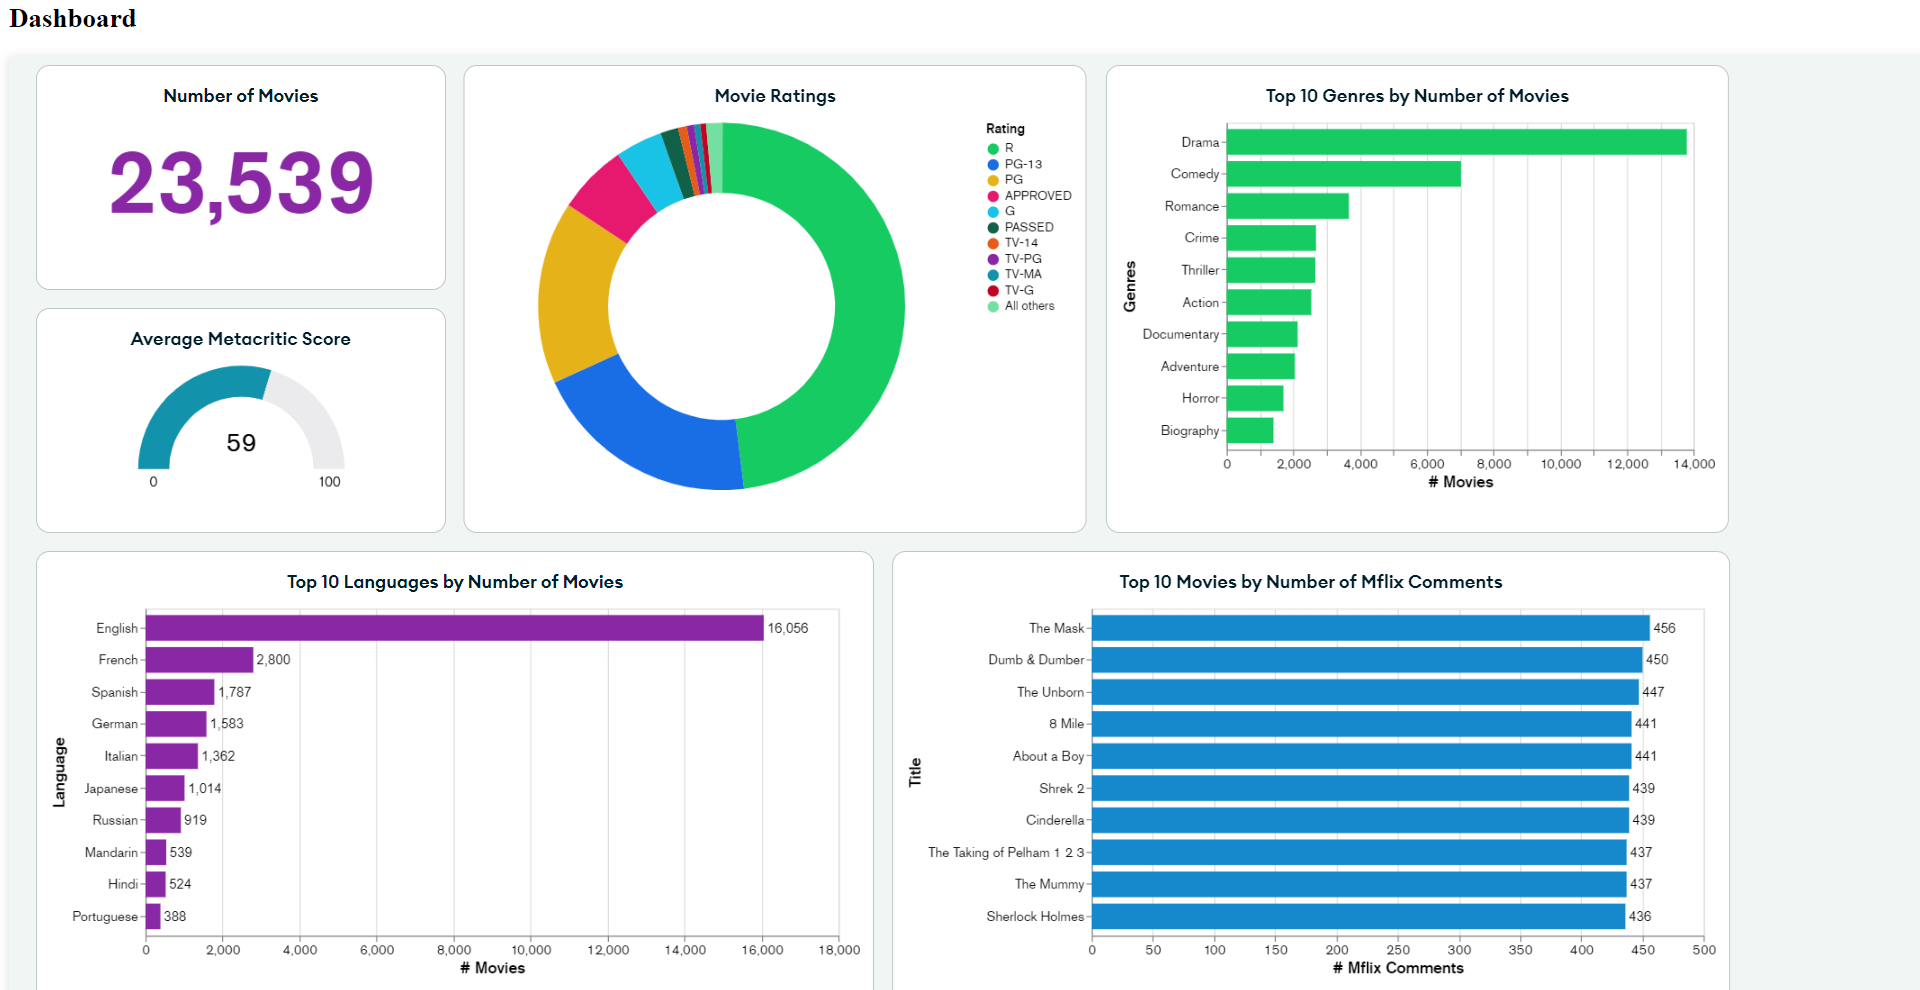 Dashboard
Number of Movies
23,539
Average Metacritic Score
59
0
100
Movie Ratings
Rating
R
PG-13
PG
APPROVED
G
PASSED
TV-14
TV-PG
TV-MA
TV-G
All others
Top 10 Genres by Number of Movies
Genres
Drama
Comedy
Romance
Crime
Thriller
Action
Documentary
Adventure
Horror
Biography
0 2,000 4,000 6,000 8,000 10,000 12,000 14,000
# Movies
Top 10 Languages by Number of Movies
Language
English 16,056
French 2,800
Spanish 1,787
German 1,583
Italian 1,362
Japanese 1,014
Russian 919
Mandarin 539
Hindi 524
Portuguese 388
0 2,000 4,000 6,000 8,000 10,000 12,000 14,000 16,000 18,000
# Movies
Top 10 Movies by Number of Mflix Comments
Title
The Mask 456
Dumb & Dumber 450
The Unborn 447
8 Mile 441
About a Boy 441
Shrek 2 439
Cinderella 439
The Taking of Pelham 1 2 3 437
The Mummy 437
Sherlock Holmes 436
0 50 100 150 200 250 300 350 400 450 500
# Mflix Comments